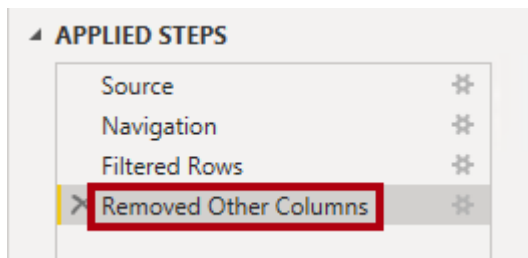 APPLIED STEPS
Source
Navigation
Filtered Rows
Removed Other Columns